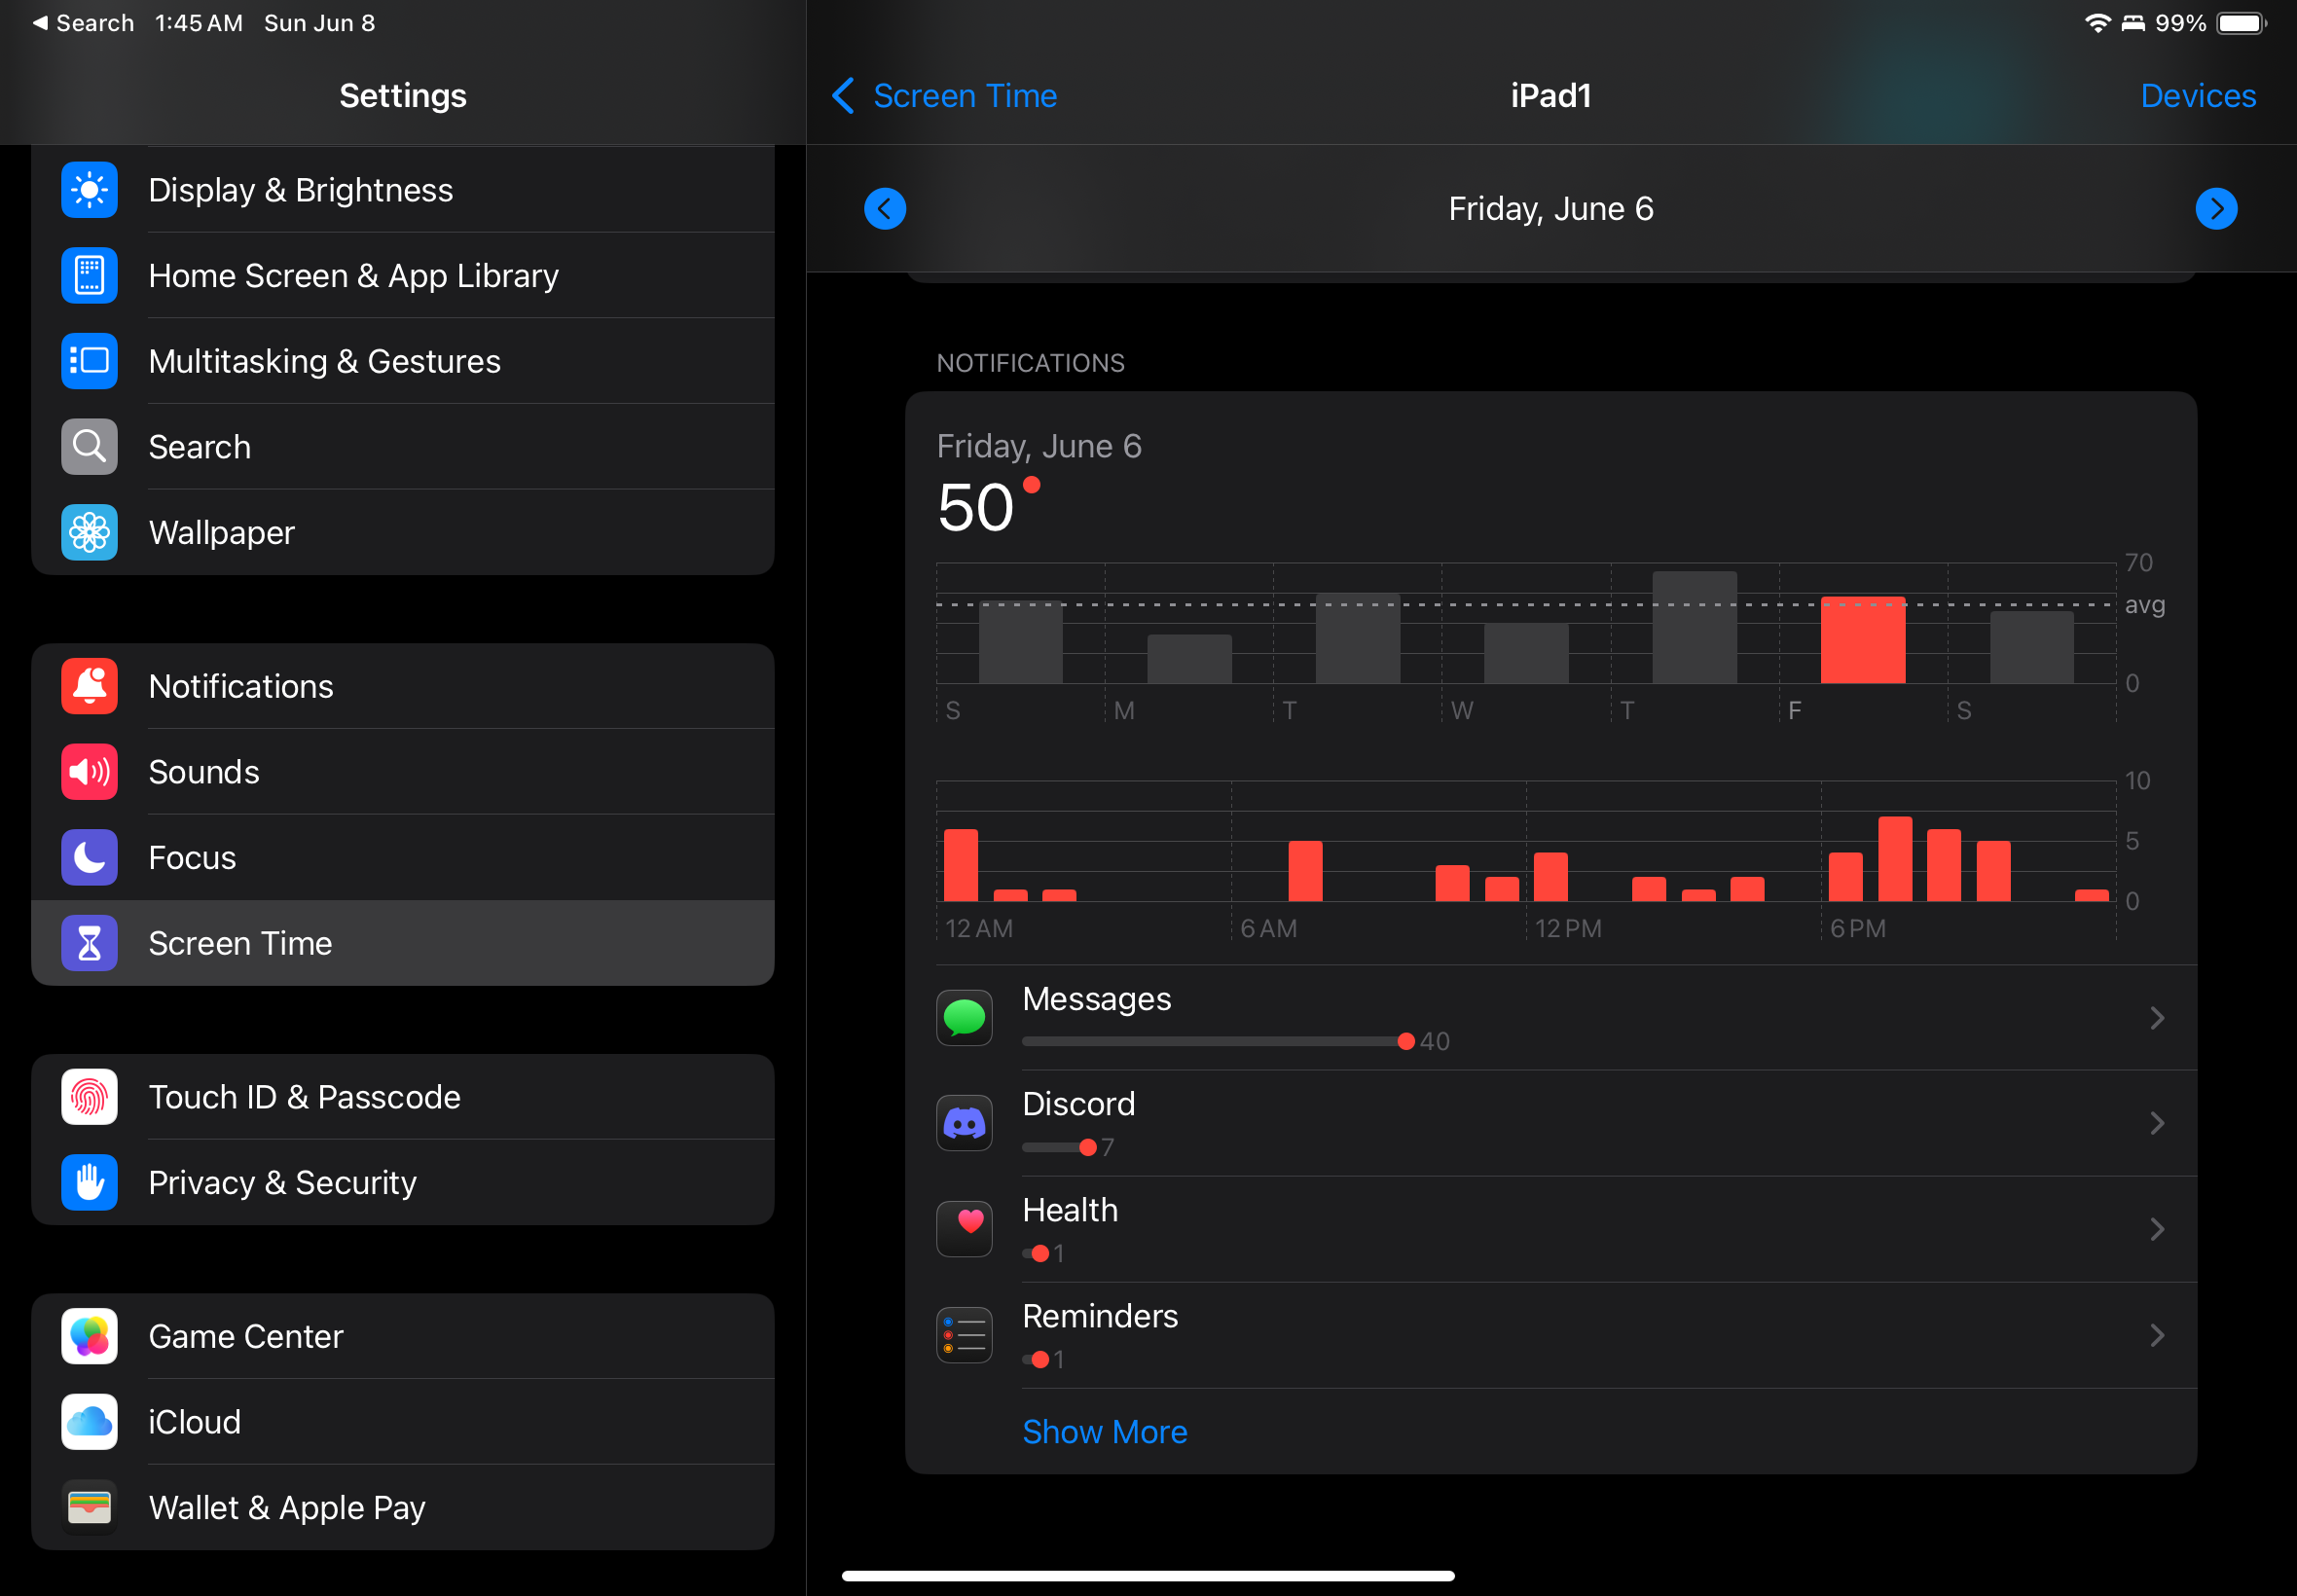 Search 1:45 AM Sun Jun 8
99%
Settings
Display & Brightness
Home Screen & App Library
Multitasking & Gestures
Search
Wallpaper
Notifications
Sounds
Focus
Screen Time
Touch ID & Passcode
Privacy & Security
Game Center
iCloud
Wallet & Apple Pay
Screen Time
iPad1
Devices
Friday, June 6
NOTIFICATIONS
Friday, June 6
50
70
avg
0
S M T W T F S
10
5
0
12 AM 6 AM 12 PM 6 PM
Messages
40
Discord
7
Health
1
Reminders
1
Show More